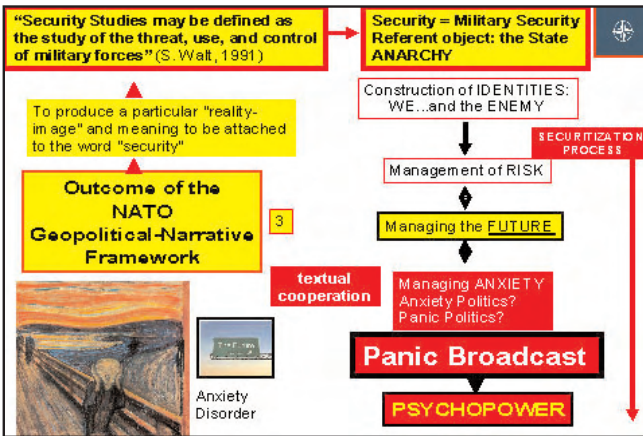 “Security Studies may be defined as
the study of the threat, use, and control
of military forces” (S. Walt, 1991)
Security = Military Security
Referent object: the State
ANARCHY
To produce a particular "reality-
image" and meaning to be attached
to the word "security"
Construction of IDENTITIES:
WE...and the ENEMY
SECURITIZATION
PROCESS
Management of RISK
Outcome of the
NATO
Geopolitical-Narrative
Framework
3
Managing the FUTURE
textual
cooperation
Managing ANXIETY
Anxiety Politics?
Panic Politics?
The Future
Anxiety
Disorder
Panic Broadcast
PSYCHOPOWER